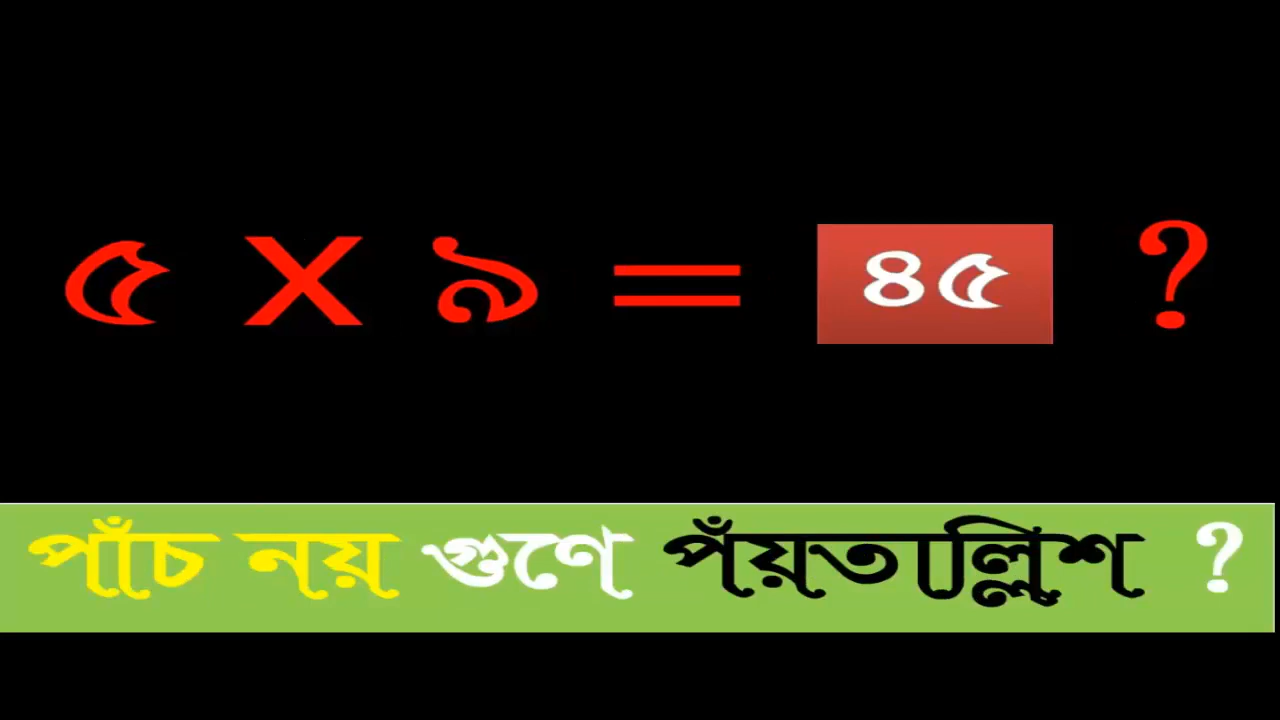 ৫ X ৯ = ৪৫ ?
পাঁচ নয় গুণে পঁয়তাল্লিশ ?